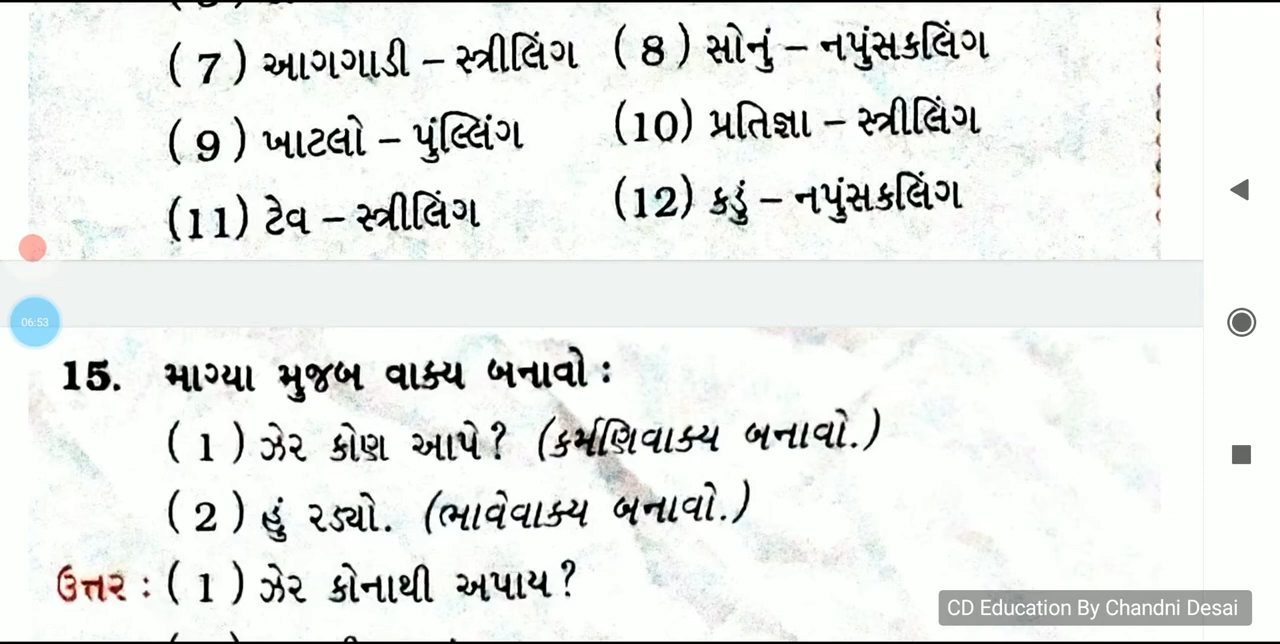 (7) આગગાડી – સ્ત્રીલિંગ (8) સોનું – નપુંસકલિંગ
(9) ખાટલો – પુંલ્લિંગ (10) પ્રતિજ્ઞા – સ્ત્રીલિંગ
(11) ટેવ – સ્ત્રીલિંગ (12) કડું – નપુંસકલિંગ
06:53
15. માગ્યા મુજબ વાક્ય બનાવો :
(1) ઝેર કોણ આપે? (કર્મણિવાક્ય બનાવો.)
(2) હું રડ્યો. (ભાવેવાક્ય બનાવો.)
ઉત્તર : (1) ઝેર કોનાથી અપાય?
CD Education By Chandni Desai